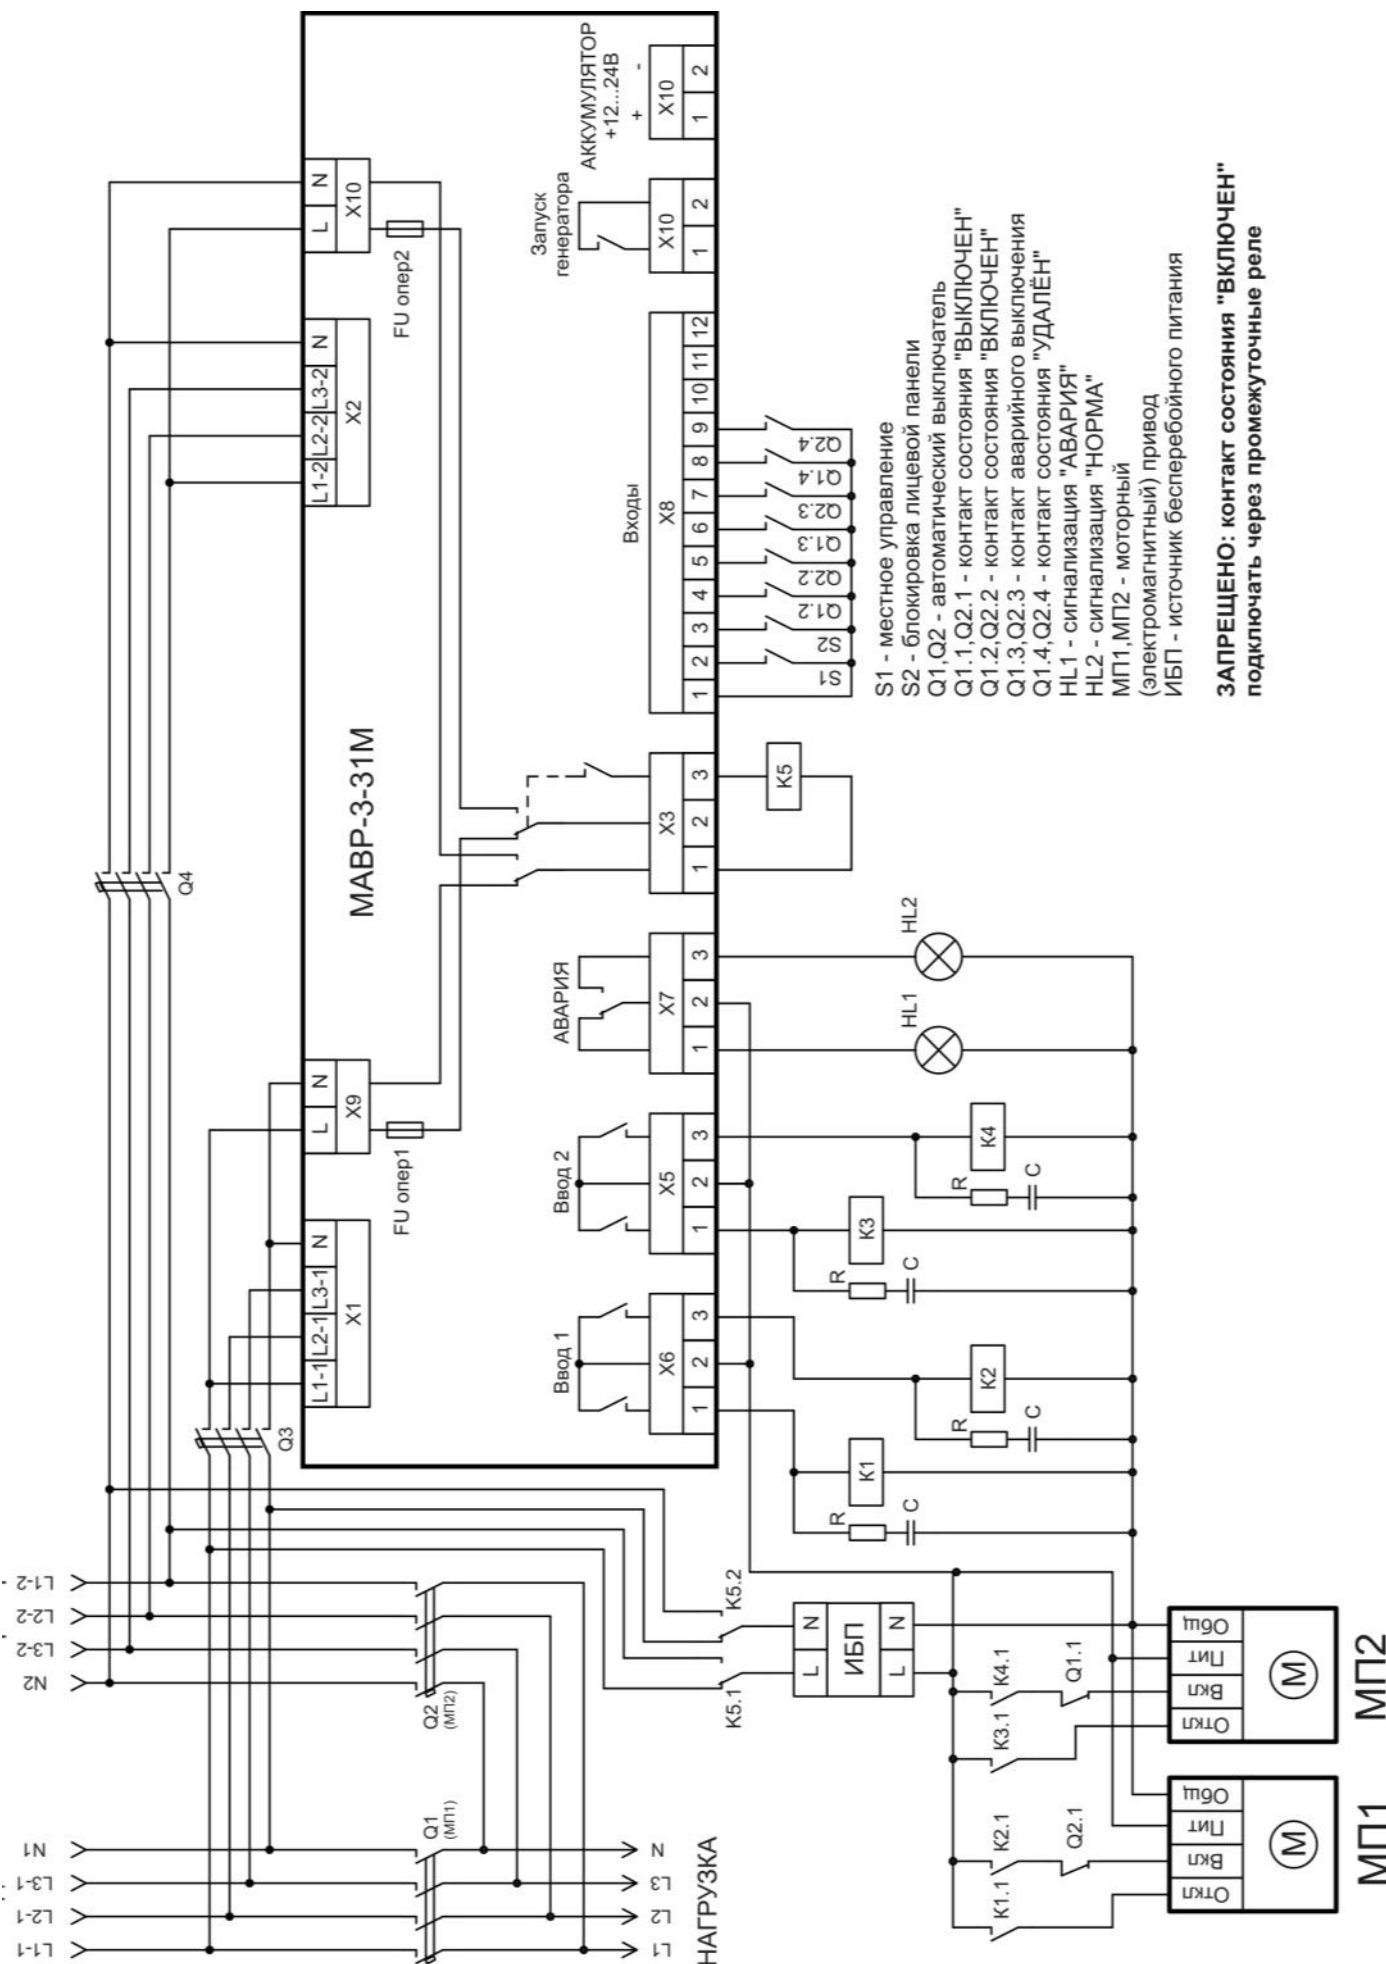 L1-1
L2-1
L3-1
N1
N2
L3-2
L2-2
L1-2
Q1
(МП1)
Q2
(МП2)
L1
L2
L3
N
НАГРУЗКА
Q3
Q4
МАВР-3-31М
L1-1 L2-1 L3-1 N
X1
L N
X9
FU опер1
L1-2 L2-2 L3-2 N
X2
L N
X10
FU опер2
Ввод 1
X6
1 2 3
Ввод 2
X5
1 2 3
АВАРИЯ
X7
1 2 3
X3
1 2 3
Входы
X8
1 2 3 4 5 6 7 8 9 10 11 12
Запуск
генератора
X10
1 2
АККУМУЛЯТОР
+12...24В
+ -
X10
1 2
S1
S2
Q1.2
Q2.2
Q1.3
Q2.3
Q1.4
Q2.4
K5
HL1
HL2
R
C
K1
R
C
K2
R
C
K3
R
C
K4
K5.1
K5.2
L N
ИБП
L N
K1.1
K2.1
Q2.1
K3.1
K4.1
Q1.1
Откл
Вкл
Пит
Общ
M
МП1
Откл
Вкл
Пит
Общ
M
МП2
S1 - местное управление
S2 - блокировка лицевой панели
Q1,Q2 - автоматический выключатель
Q1.1,Q2.1 - контакт состояния "ВЫКЛЮЧЕН"
Q1.2,Q2.2 - контакт состояния "ВКЛЮЧЕН"
Q1.3,Q2.3 - контакт аварийного выключения
Q1.4,Q2.4 - контакт состояния "УДАЛЁН"
HL1 - сигнализация "АВАРИЯ"
HL2 - сигнализация "НОРМА"
МП1,МП2 - моторный
(электромагнитный) привод
ИБП - источник бесперебойного питания
ЗАПРЕЩЕНО: контакт состояния "ВКЛЮЧЕН"
подключать через промежуточные реле